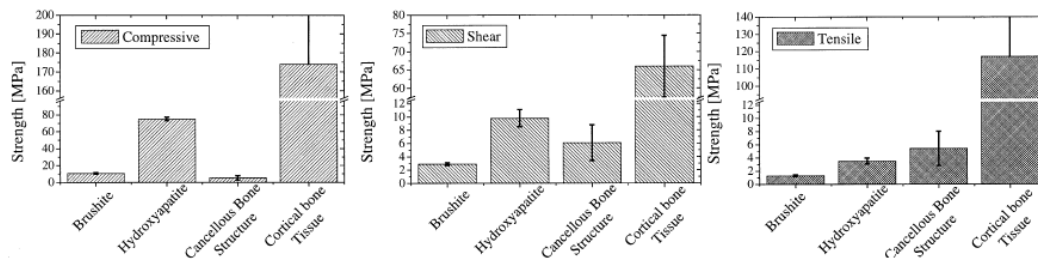 Strength [MPa]
200
190
180
170
160
80
60
40
20
0
Compressive
Brushite
Hydroxyapatite
Cancellous Bone
Structure
Cortical bone
Tissue
Strength [MPa]
80
75
70
65
60
12
10
8
6
4
2
0
Shear
Brushite
Hydroxyapatite
Cancellous Bone
Structure
Cortical bone
Tissue
Strength [MPa]
140
120
110
100
12
10
8
6
4
2
0
Tensile
Brushite
Hydroxyapatite
Cancellous Bone
Structure
Cortical bone
Tissue